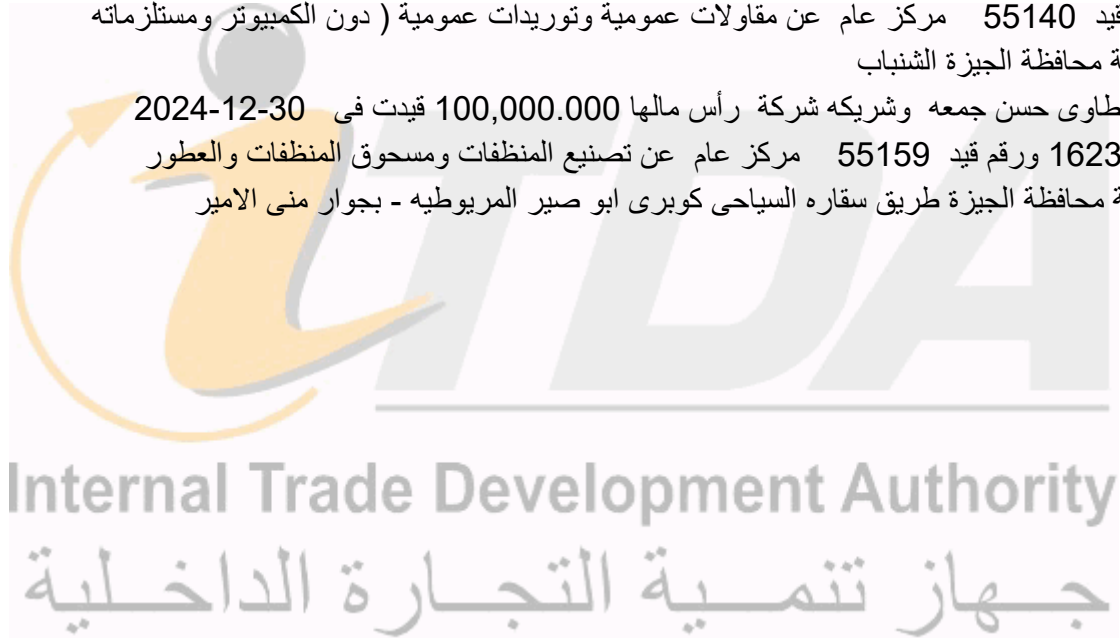 قيد 55140 مركز عام عن مقاولات عمومية وتوريدات عمومية ( دون الكمبيوتر ومستلزماته
محافظة الجيزة الشنباب
حسن جمعه وشريكه شركة رأس مالها 100,000.000 قيدت فى 30-12-2024
1623 ورقم قيد 55159 مركز عام عن تصنيع المنظفات ومسحوق المنظفات والعطور
محافظة الجيزة طريق سقاره السياحى كوبرى ابو صير المريوطيه - بجوار منى الامير
iTDA
Internal Trade Development Authority
جهاز تنمية التجارة الداخلية